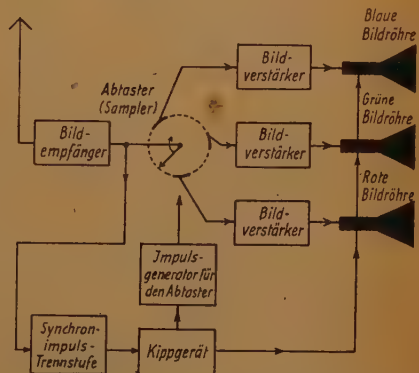 Blaue
Bildröhre
Bild-
verstärker
Abtaster
(Sampler)
Grüne
Bildröhre
Bild-
empfänger
Bild-
verstärker
Rote
Bildröhre
Bild-
verstärker
Impuls-
generator für
den Abtaster
Synchron-
impuls-
Trennstufe
Kippgerät